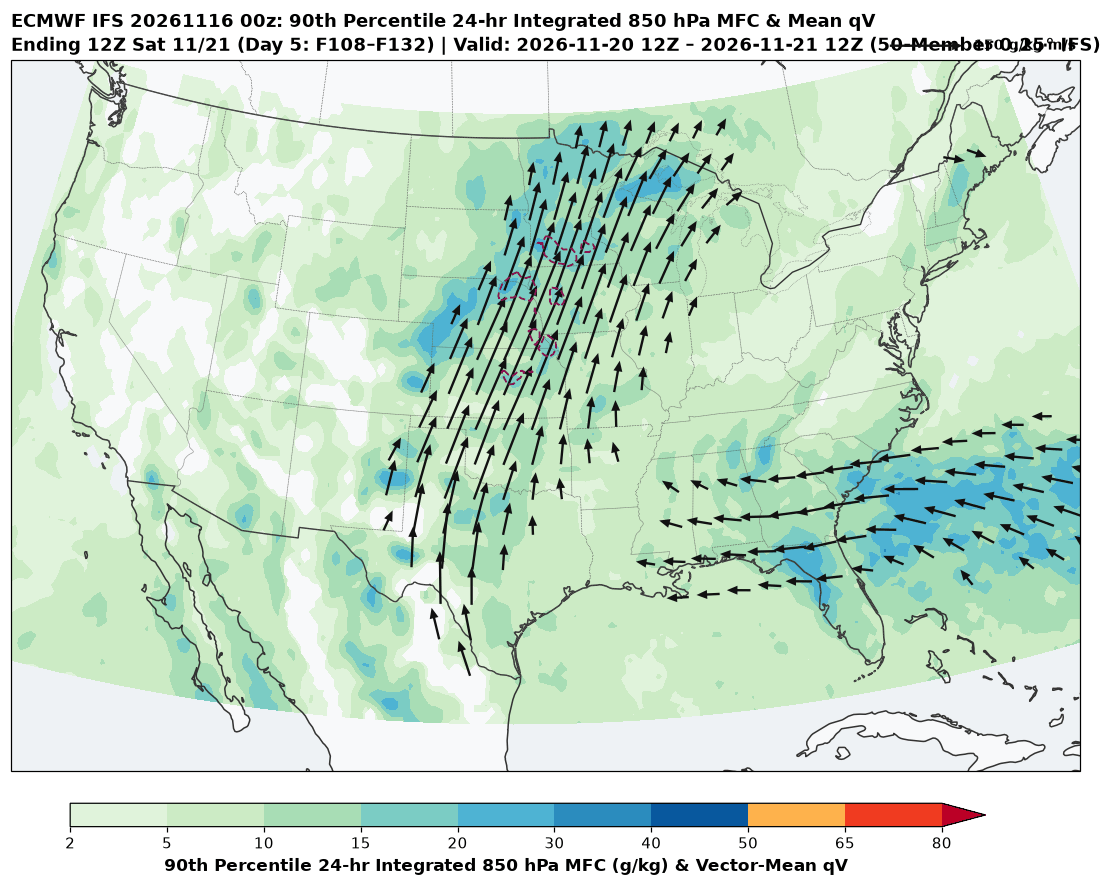 ECMWF IFS 20261116 00z: 90th Percentile 24-hr Integrated 850 hPa MFC & Mean qV
Ending 12Z Sat 11/21 (Day 5: F108–F132) | Valid: 2026-11-20 12Z – 2026-11-21 12Z (50-Member 0.25° IFS)
2 5 10 15 20 30 40 50 65 80
90th Percentile 24-hr Integrated 850 hPa MFC (g/kg) & Vector-Mean qV